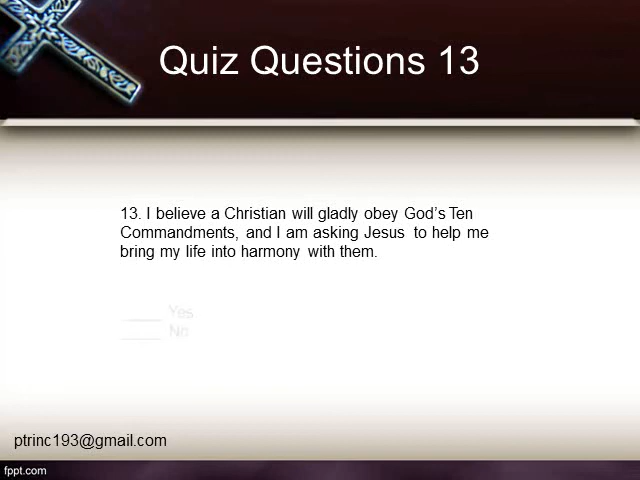 Quiz Questions 13
13. I believe a Christian will gladly obey God’s Ten
Commandments, and I am asking Jesus to help me
bring my life into harmony with them.
____ Yes
____ No
ptrinc193@gmail.com
fppt.com